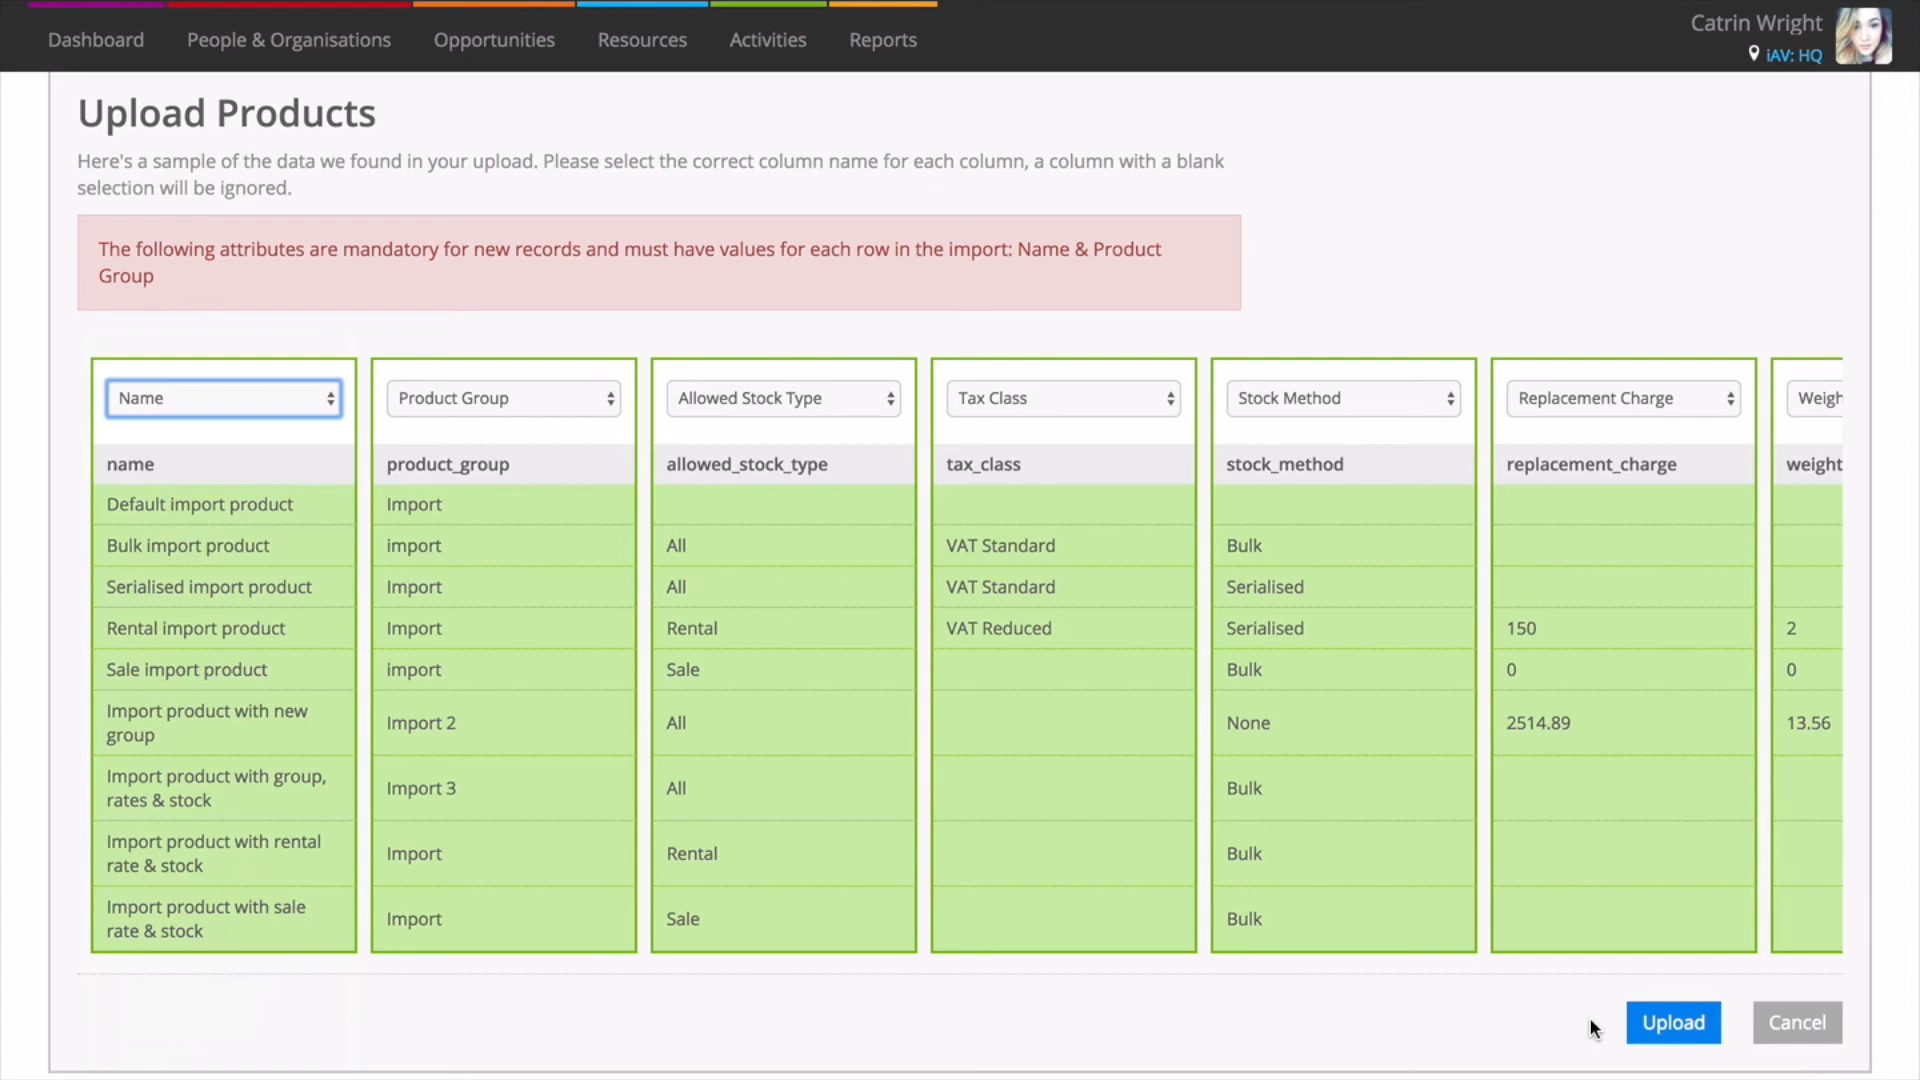 Dashboard
People & Organisations
Opportunities
Resources
Activities
Reports
Catrin Wright
iAV: HQ
Upload Products
Here's a sample of the data we found in your upload. Please select the correct column name for each column, a column with a blank
selection will be ignored.
The following attributes are mandatory for new records and must have values for each row in the import: Name & Product
Group
Name
Product Group
Allowed Stock Type
Tax Class
Stock Method
Replacement Charge
Weigh
name
product_group
allowed_stock_type
tax_class
stock_method
replacement_charge
weight
Default import product
Import
Bulk import product
import
All
VAT Standard
Bulk
Serialised import product
Import
All
VAT Standard
Serialised
Rental import product
Import
Rental
VAT Reduced
Serialised
150
2
Sale import product
import
Sale
Bulk
0
0
Import product with new
group
Import 2
All
None
2514.89
13.56
Import product with group,
rates & stock
Import 3
All
Bulk
Import product with rental
rate & stock
Import
Rental
Bulk
Import product with sale
rate & stock
Import
Sale
Bulk
Upload
Cancel